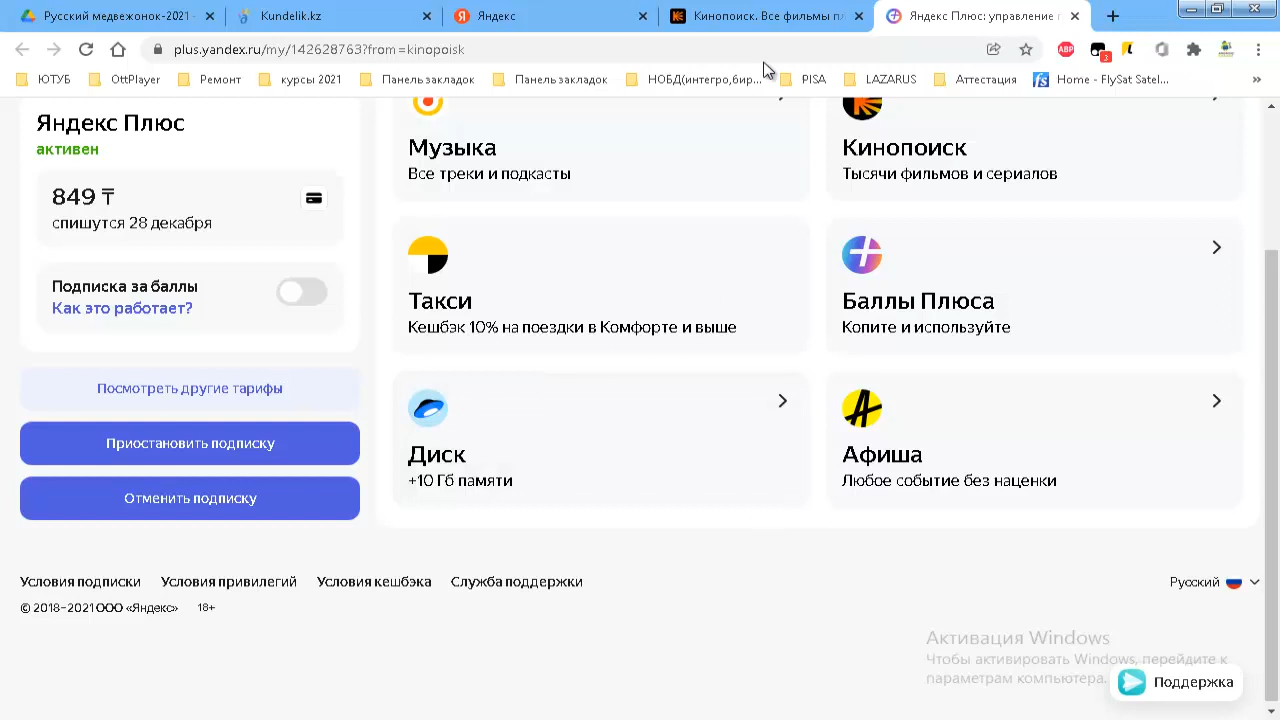 Русский медвежонок-2021 -
Kundelik.kz
Яндекс
Кинопоиск. Все фильмы пл
Яндекс Плюс: управление п
plus.yandex.ru/my/142628763?from=kinopoisk
ABP
3
ЮТУБ
OttPlayer
Ремонт
курсы 2021
Панель закладок
Панель закладок
НОБД(интегро,бир...
PISA
LAZARUS
Аттестация
fs
Home - FlySat Satel...
Яндекс Плюс
активен
849 ₸
спишутся 28 декабря
Подписка за баллы
Как это работает?
Посмотреть другие тарифы
Приостановить подписку
Отменить подписку
Музыка
Все треки и подкасты
Кинопоиск
Тысячи фильмов и сериалов
Такси
Кешбэк 10% на поездки в Комфорте и выше
Баллы Плюса
Копите и используйте
Диск
+10 Гб памяти
Афиша
Любое событие без наценки
Условия подписки
Условия привилегий
Условия кешбэка
Служба поддержки
Русский
© 2018-2021 ООО «Яндекс»
18+
Активация Windows
Чтобы активировать Windows, перейдите к
параметрам компьютера.
Поддержка